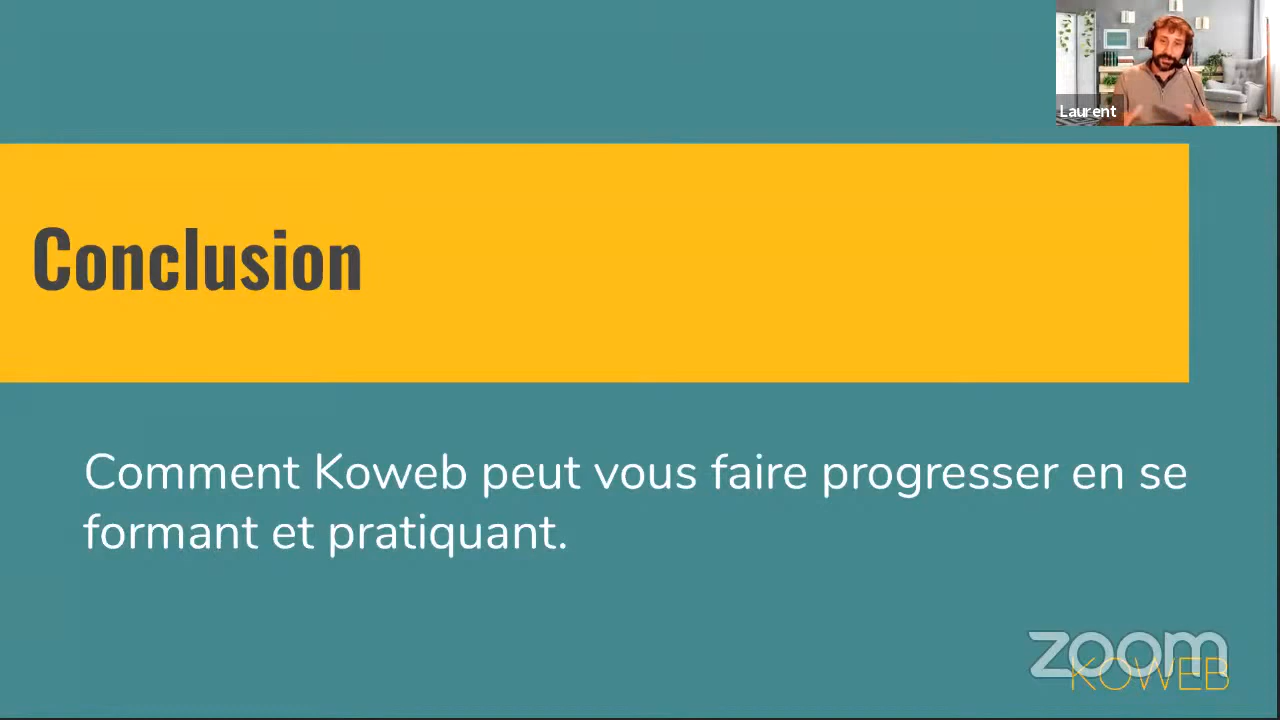 Laurent
Conclusion
Comment Koweb peut vous faire progresser en se
formant et pratiquant.
zoom
KOWEB